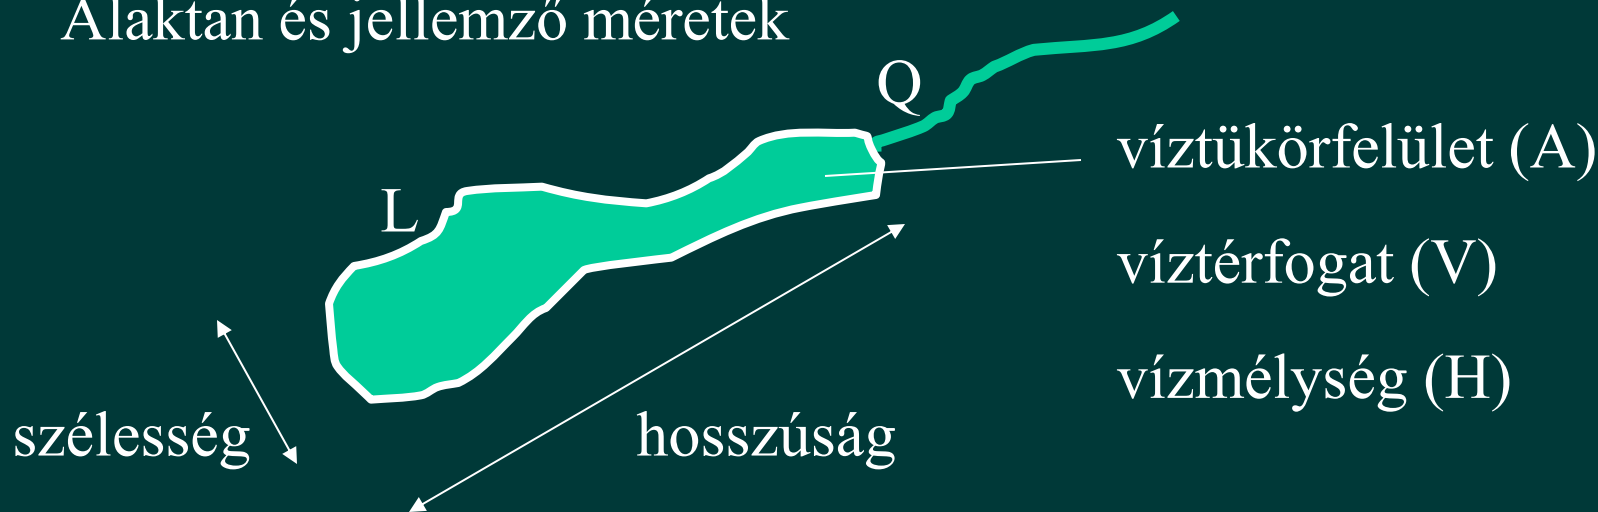 Alaktan és jellemző méretek
Q
víztükörfelület (A)
L
víztérfogat (V)
vízmélység (H)
szélesség
hosszúság